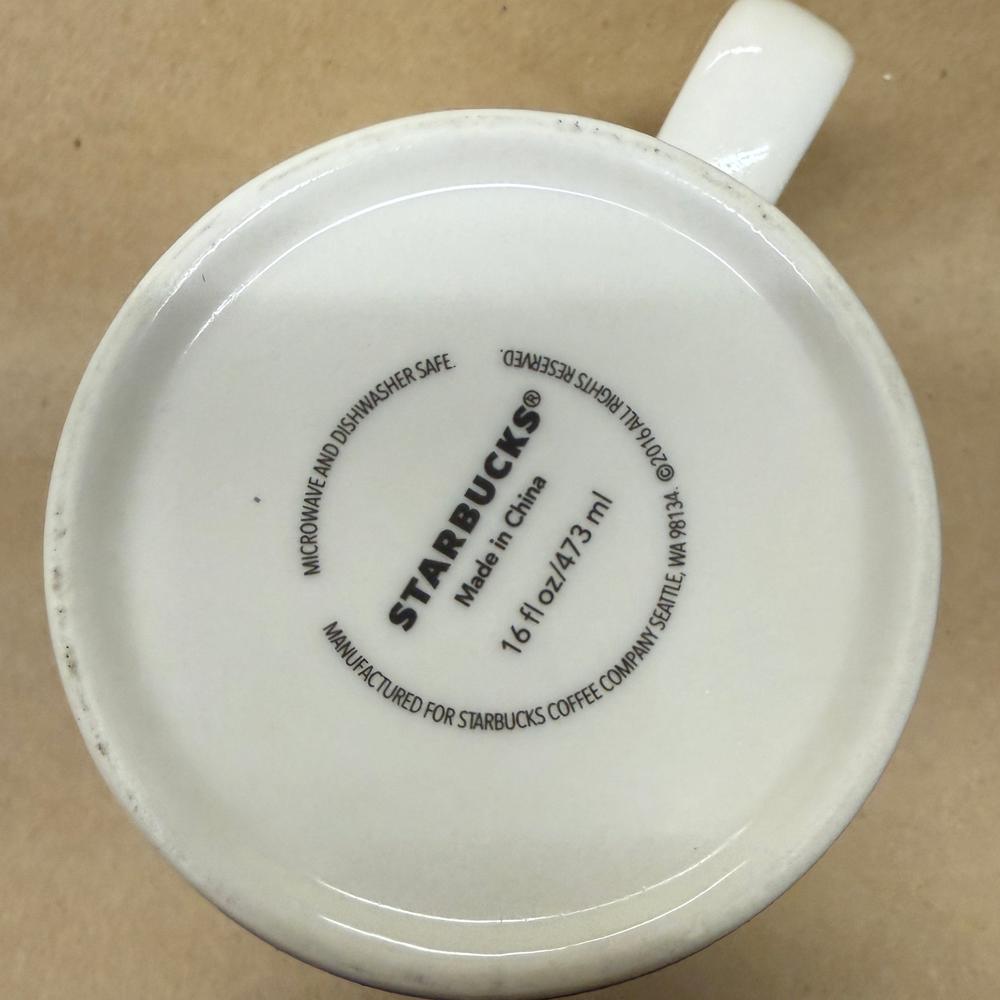 MICROWAVE AND DISHWASHER SAFE.
STARBUCKS®
Made in China
16 fl oz/473 ml
MANUFACTURED FOR STARBUCKS COFFEE COMPANY SEATTLE, WA 98134. ©2016 ALL RIGHTS RESERVED.